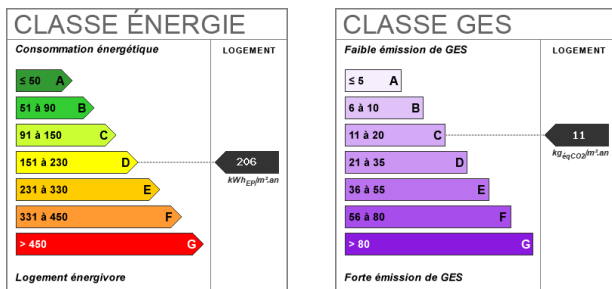 CLASSE ÉNERGIE
Consommation énergétique
LOGEMENT
≤ 50 A
51 à 90 B
91 à 150 C
151 à 230 D
231 à 330 E
331 à 450 F
> 450 G
206
kWhEP/m².an
Logement énergivore
CLASSE GES
Faible émission de GES
LOGEMENT
≤ 5 A
6 à 10 B
11 à 20 C
21 à 35 D
36 à 55 E
56 à 80 F
> 80 G
11
kgéqCO2/m².an
Forte émission de GES